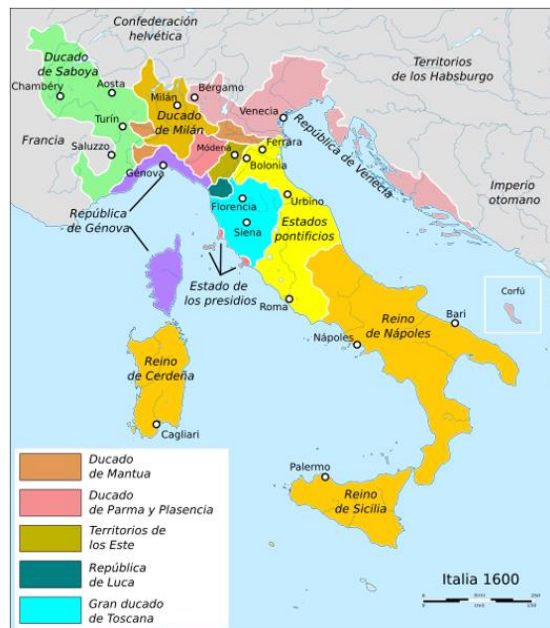 Confederación
helvética
Ducado
de Saboya
Territorios
de los Habsburgo
Chambéry
Aosta
Milán
Bérgamo
Ducado
de Milán
Venecia
Turín
Francia
Saluzzo
Módena
Ferrara
Bolonia
República de Venecia
Génova
Imperio
otomano
República
de Génova
Florencia
Urbino
Siena
Estados
pontificios
Estado de
los presidios
Roma
Corfú
Reino
de Nápoles
Bari
Nápoles
Reino
de Cerdeña
Cagliari
Palermo
Reino
de Sicilia
Ducado
de Mantua
Ducado
de Parma y Plasencia
Territorios de
los Este
República
de Luca
Gran ducado
de Toscana
Italia 1600